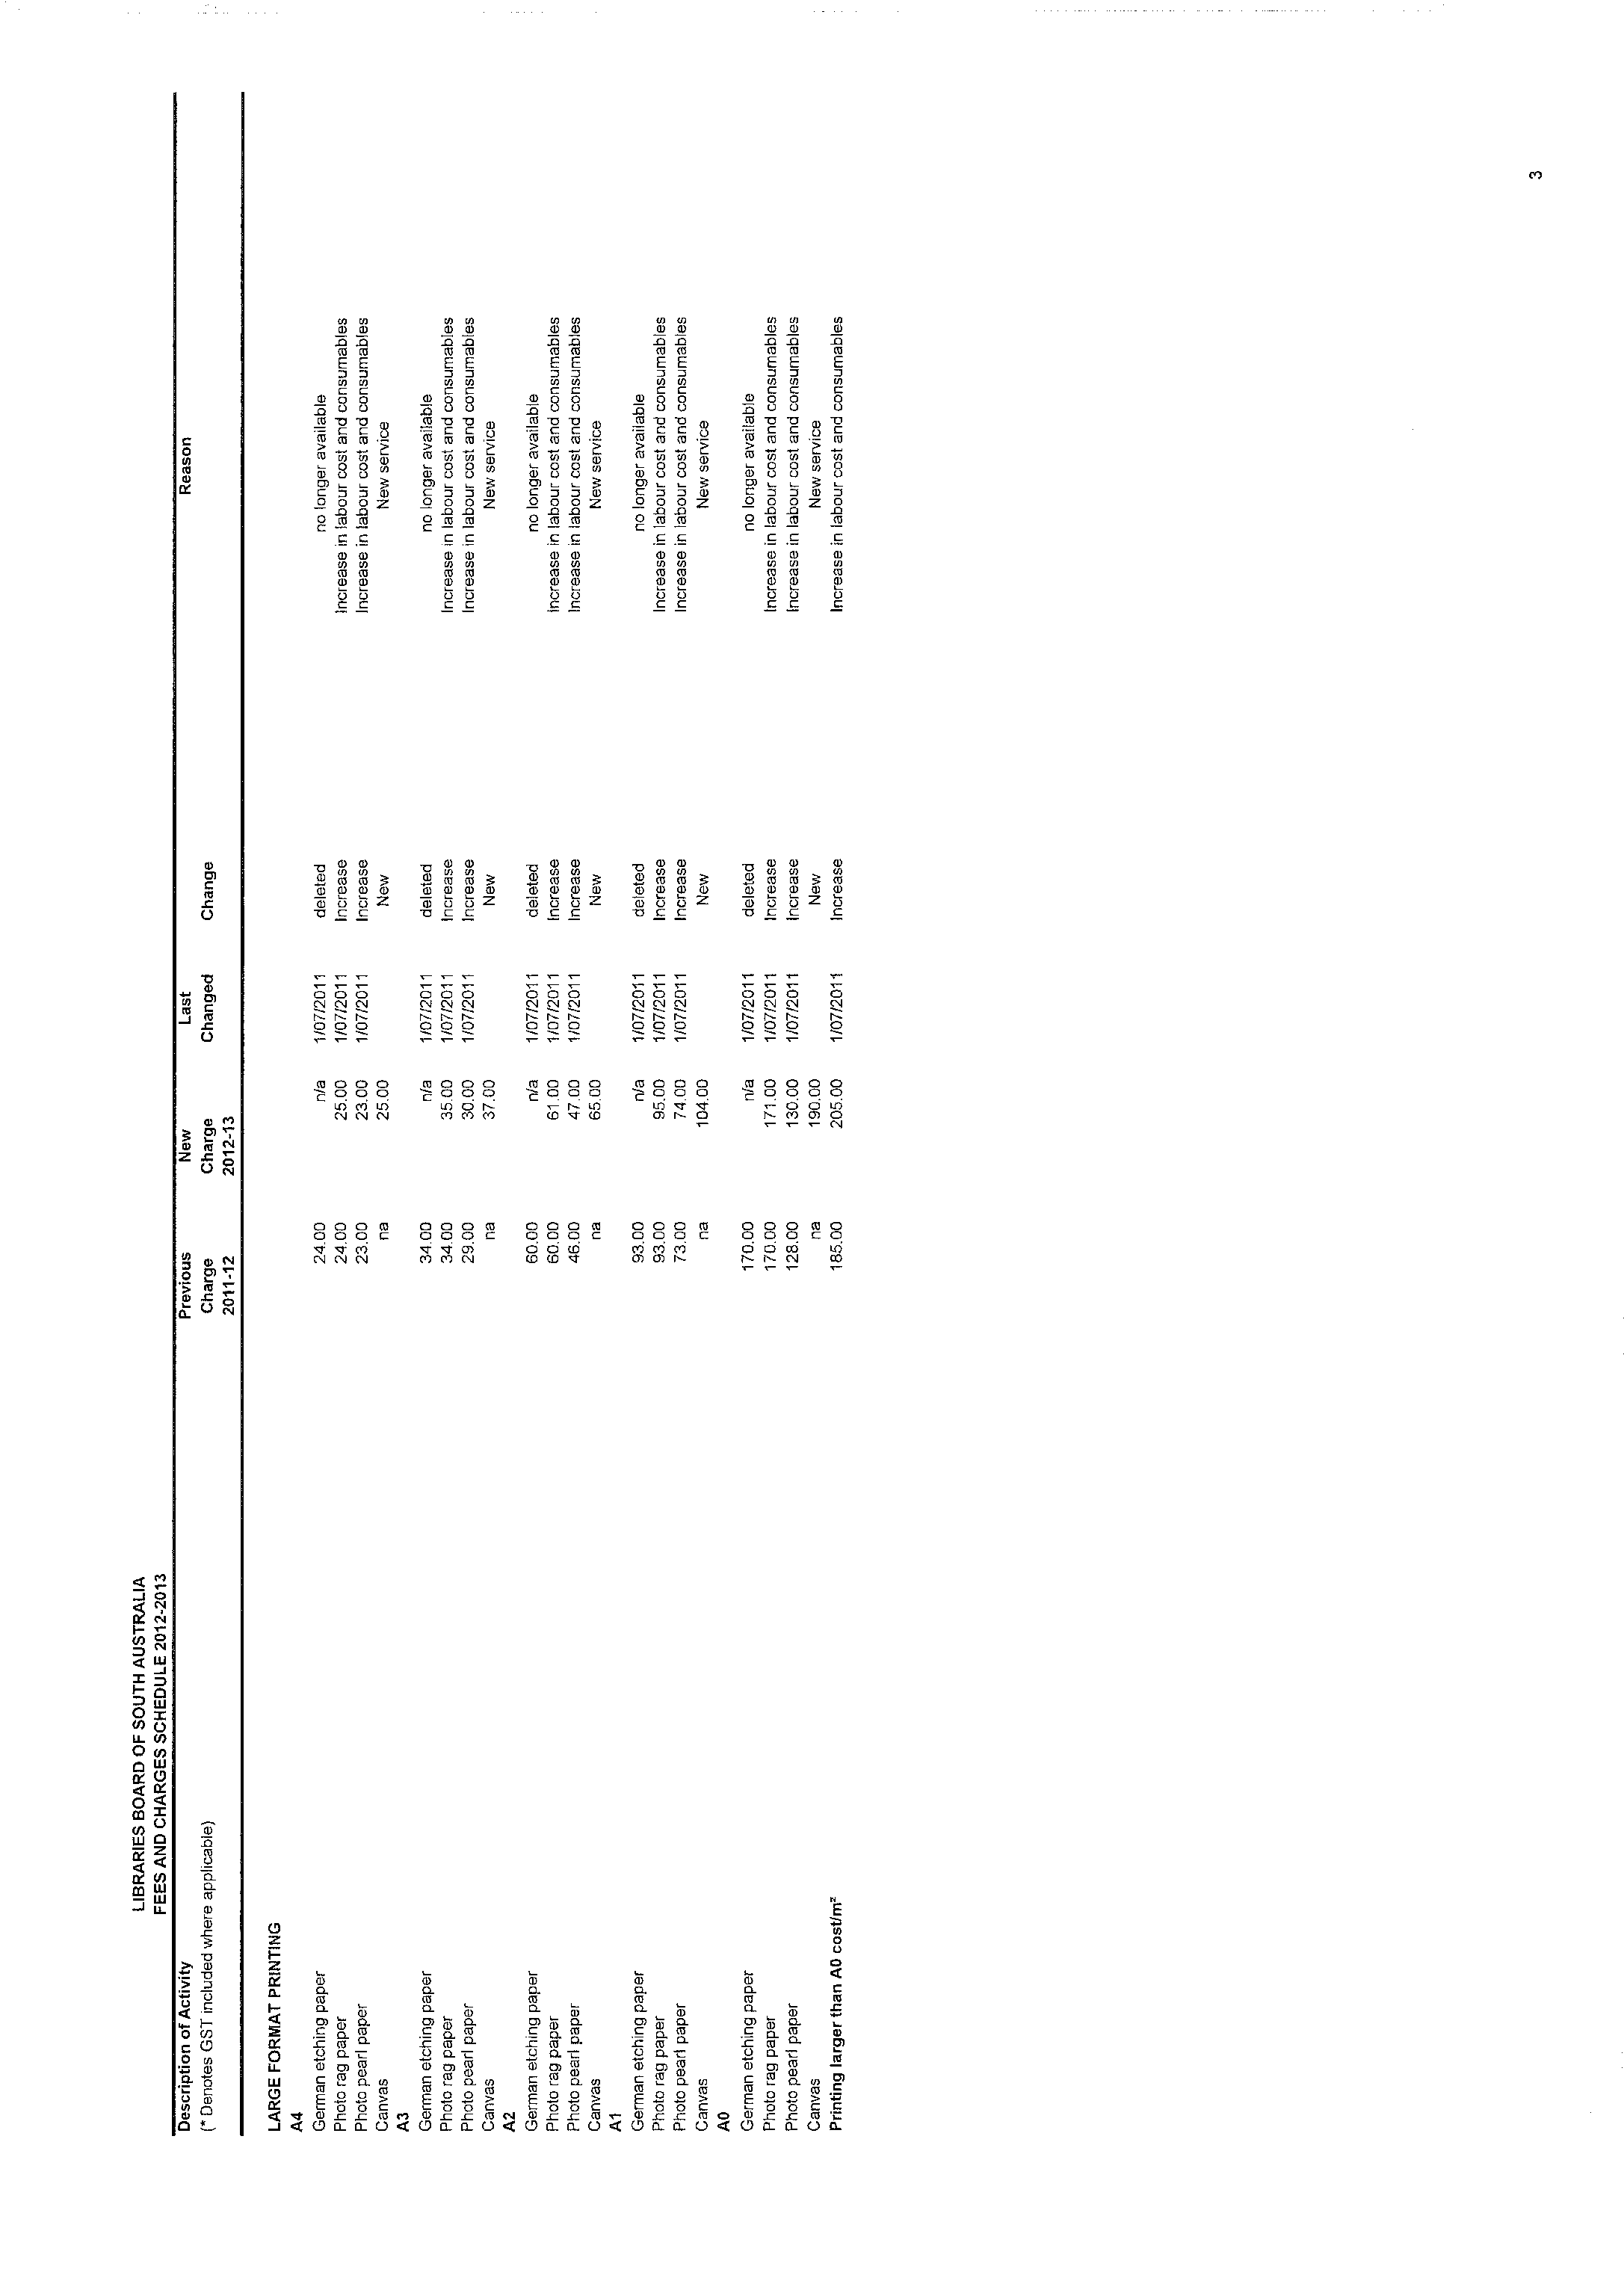 LIBRARIES BOARD OF SOUTH AUSTRALIA
FEES AND CHARGES SCHEDULE 2012-2013
Description of Activity Previous New Last Reason
(* Denotes GST included where applicable) Charge Charge Changed Change
2011-12 2012-13
LARGE FORMAT PRINTING
A4
German etching paper 24.00 n/a 1/07/2011 deleted no longer available
Photo rag paper 24.00 25.00 1/07/2011 Increase Increase in labour cost and consumables
Photo pearl paper 23.00 23.00 1/07/2011 Increase Increase in labour cost and consumables
Canvas na 25.00 New New service
A3
German etching paper 34.00 n/a 1/07/2011 deleted no longer available
Photo rag paper 34.00 35.00 1/07/2011 Increase Increase in labour cost and consumables
Photo pearl paper 29.00 30.00 1/07/2011 Increase Increase in labour cost and consumables
Canvas na 37.00 New New service
A2
German etching paper 60.00 n/a 1/07/2011 deleted no longer available
Photo rag paper 60.00 61.00 1/07/2011 Increase Increase in labour cost and consumables
Photo pearl paper 46.00 47.00 1/07/2011 Increase Increase in labour cost and consumables
Canvas na 65.00 New New service
A1
German etching paper 93.00 n/a 1/07/2011 deleted no longer available
Photo rag paper 93.00 95.00 1/07/2011 Increase Increase in labour cost and consumables
Photo pearl paper 73.00 74.00 1/07/2011 Increase Increase in labour cost and consumables
Canvas na 104.00 New New service
A0
German etching paper 170.00 n/a 1/07/2011 deleted no longer available
Photo rag paper 170.00 171.00 1/07/2011 Increase Increase in labour cost and consumables
Photo pearl paper 128.00 130.00 1/07/2011 Increase Increase in labour cost and consumables
Canvas na 190.00 New New service
Printing larger than A0 cost/m² 185.00 205.00 1/07/2011 Increase Increase in labour cost and consumables
3